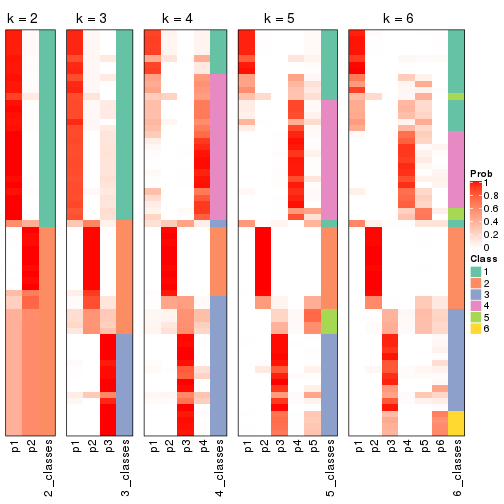 k = 2
k = 3
k = 4
k = 5
k = 6
Prob
1
0.8
0.6
0.4
0.2
0
Class
1
2
3
4
5
6
p1
p2
2_classes
p1
p2
p3
3_classes
p1
p2
p3
p4
4_classes
p1
p2
p3
p4
p5
5_classes
p1
p2
p3
p4
p5
p6
6_classes